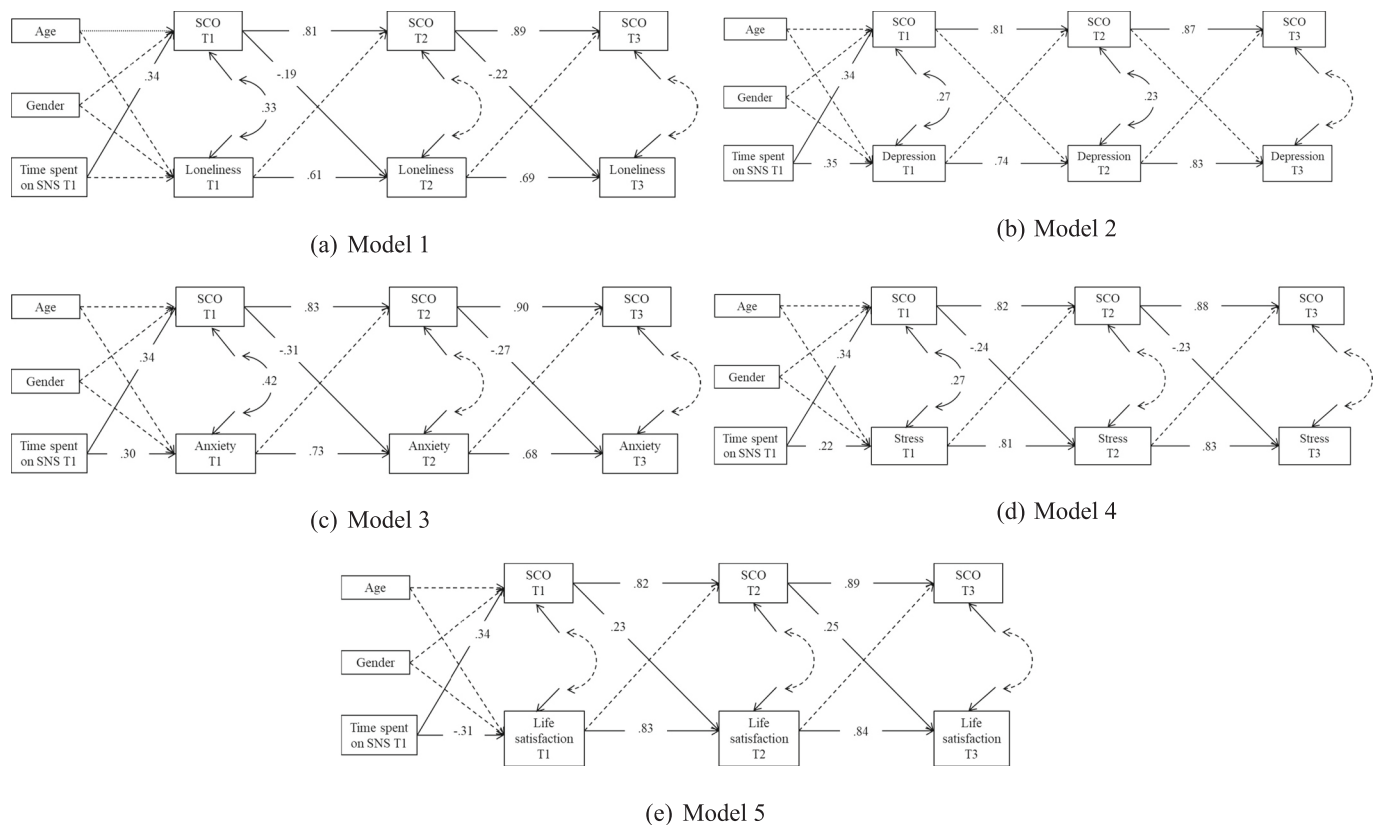 SCO
T1
.81
SCO
T2
.89
SCO
T3
Age
.34
-.19
-.22
Gender
.33
Time spent
on SNS T1
Loneliness
T1
.61
Loneliness
T2
.69
Loneliness
T3
(a) Model 1
SCO
T1
.81
SCO
T2
.87
SCO
T3
Age
.34
Gender
.27
.23
Time spent
on SNS T1
.35
Depression
T1
.74
Depression
T2
.83
Depression
T3
(b) Model 2
SCO
T1
.83
SCO
T2
.90
SCO
T3
Age
.34
-.31
-.27
Gender
.42
Time spent
on SNS T1
.30
Anxiety
T1
.73
Anxiety
T2
.68
Anxiety
T3
(c) Model 3
SCO
T1
.82
SCO
T2
.88
SCO
T3
Age
.34
-.24
-.23
Gender
.27
Time spent
on SNS T1
.22
Stress
T1
.81
Stress
T2
.83
Stress
T3
(d) Model 4
SCO
T1
.82
SCO
T2
.89
SCO
T3
Age
.34
.23
.25
Gender
Time spent
on SNS T1
-.31
Life
satisfaction
T1
.83
Life
satisfaction
T2
.84
Life
satisfaction
T3
(e) Model 5